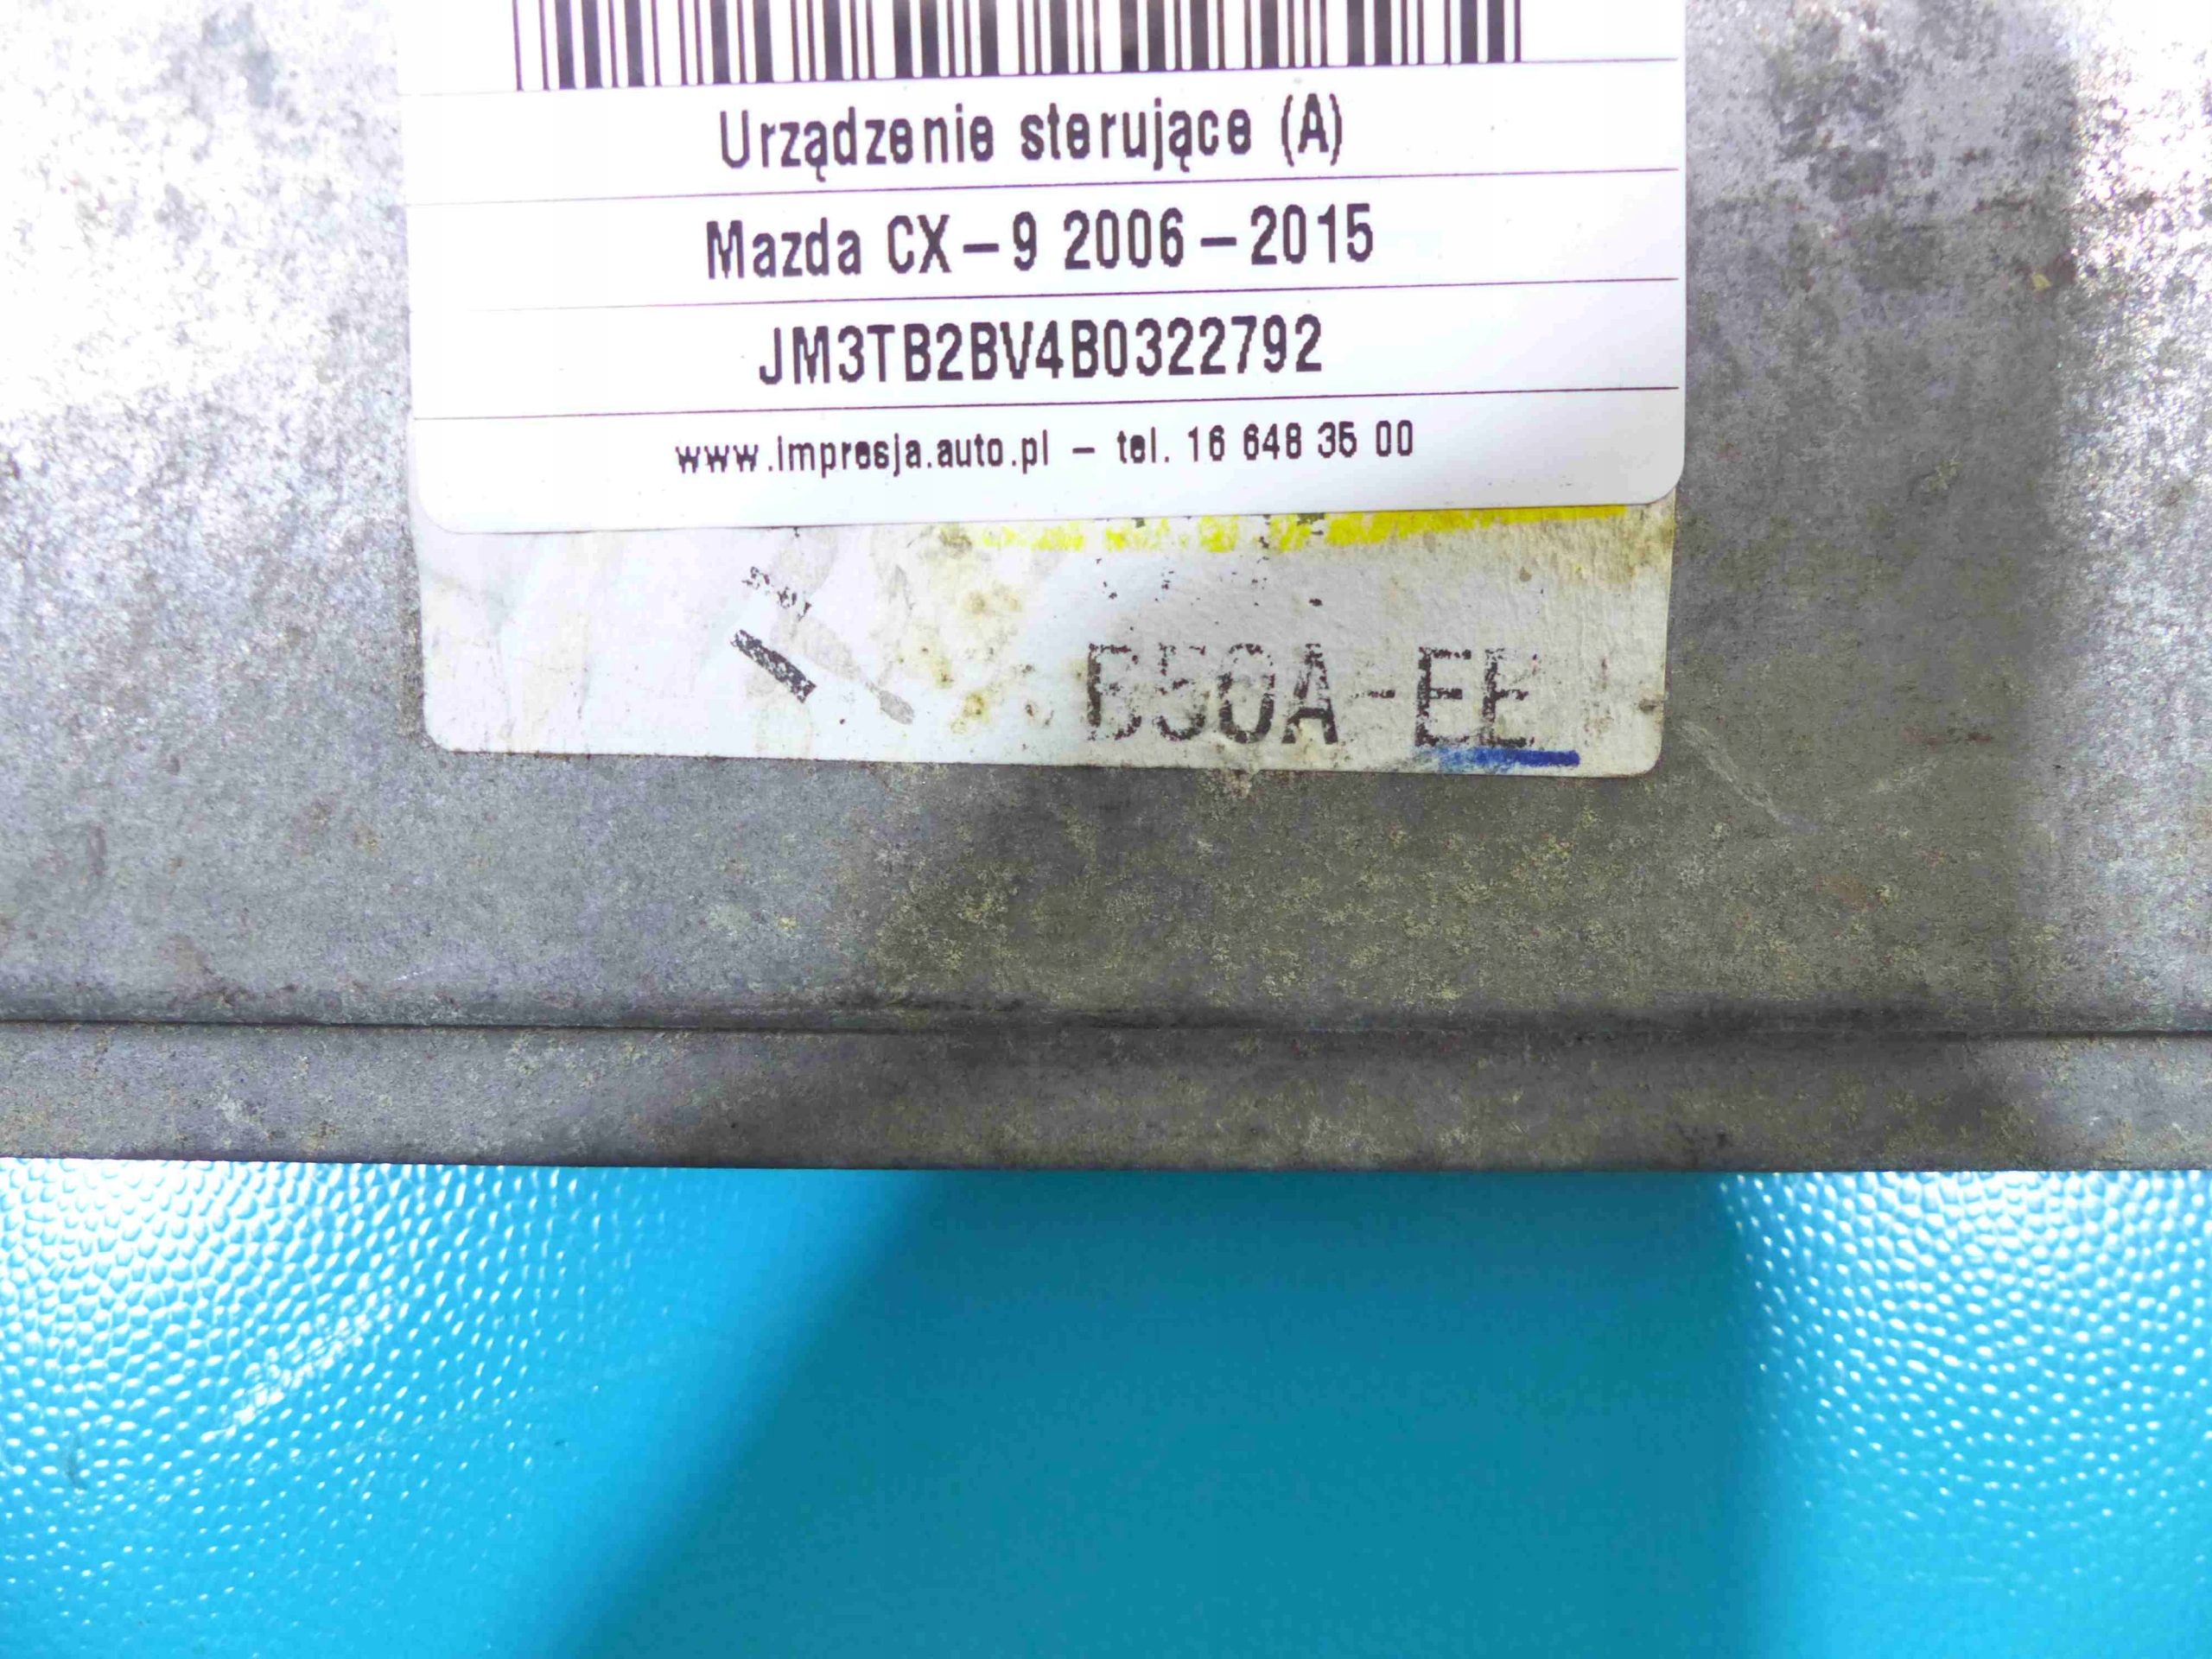 Urządzenie sterujące (A)
Mazda CX-9 2006-2015
JM3TB2BV4B0322792
www.impresja.auto.pl - tel. 16 648 35 00
B50A-EE